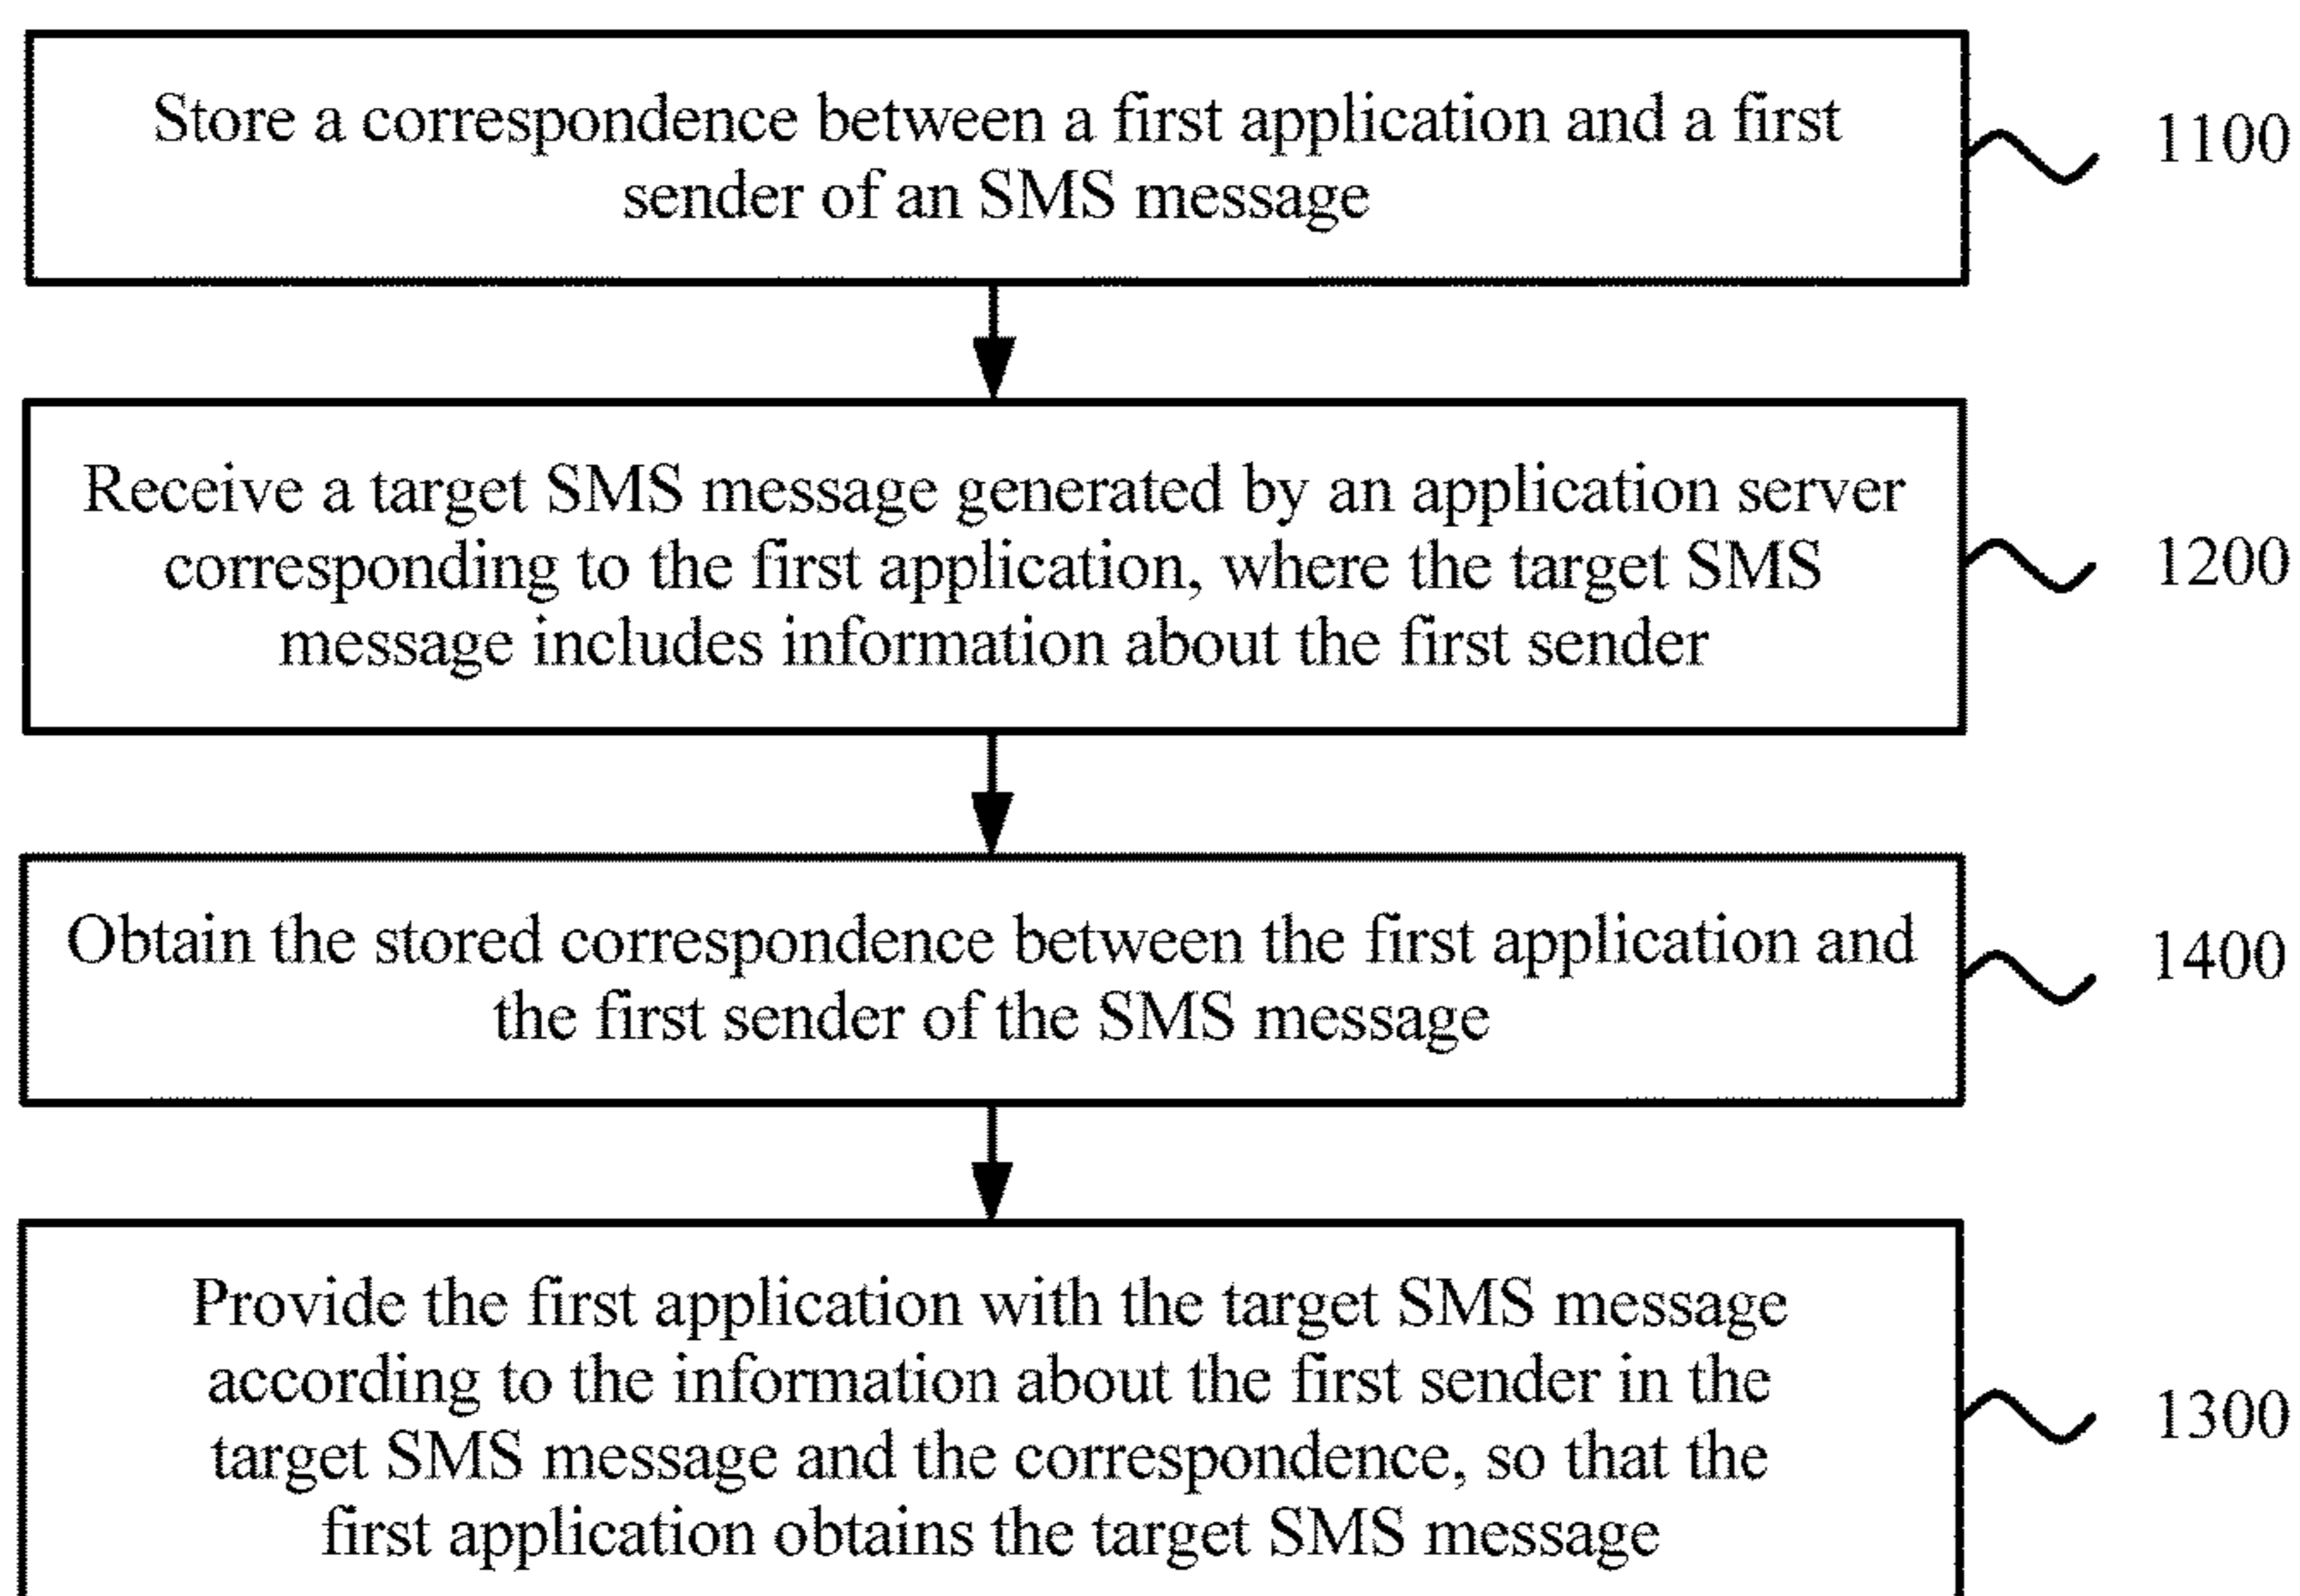 Store a correspondence between a first application and a first
sender of an SMS message
1100
Receive a target SMS message generated by an application server
corresponding to the first application, where the target SMS
message includes information about the first sender
1200
Obtain the stored correspondence between the first application and
the first sender of the SMS message
1400
Provide the first application with the target SMS message
according to the information about the first sender in the
target SMS message and the correspondence, so that the
first application obtains the target SMS message
1300